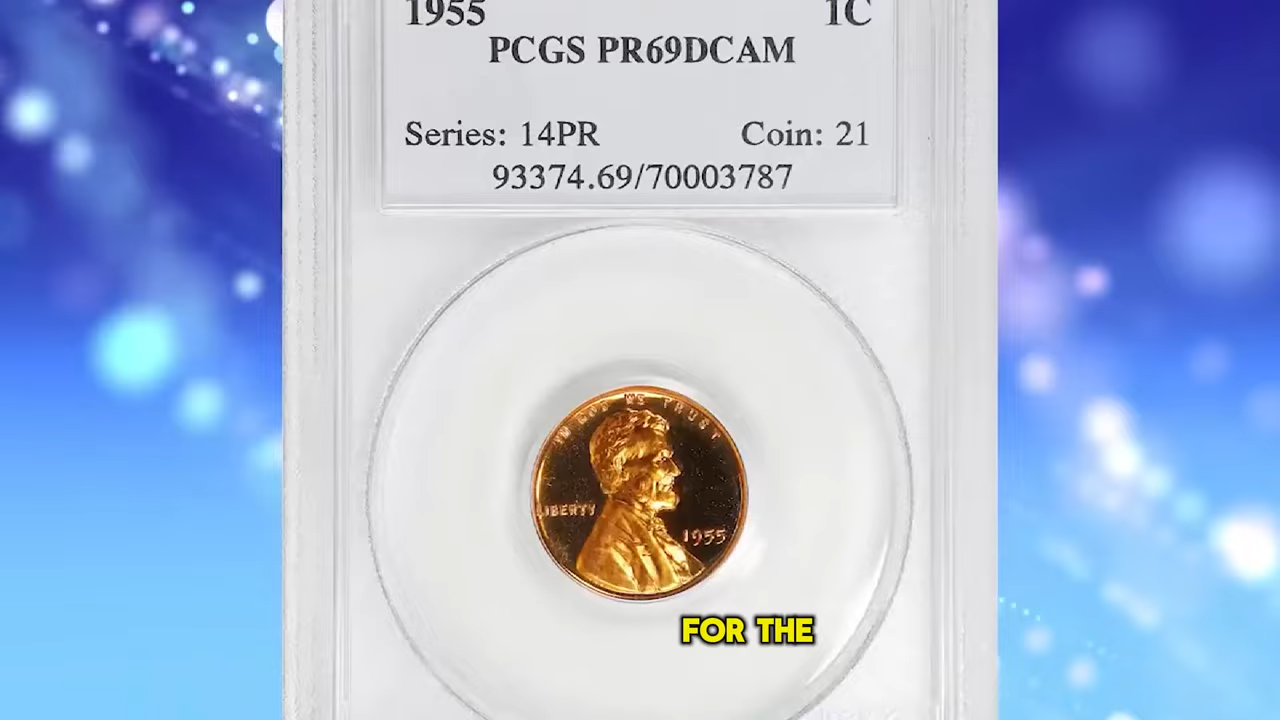 1955 1C
PCGS PR69DCAM
Series: 14PR Coin: 21
93374.69/70003787
IN GOD WE TRUST
LIBERTY
1955
FOR THE